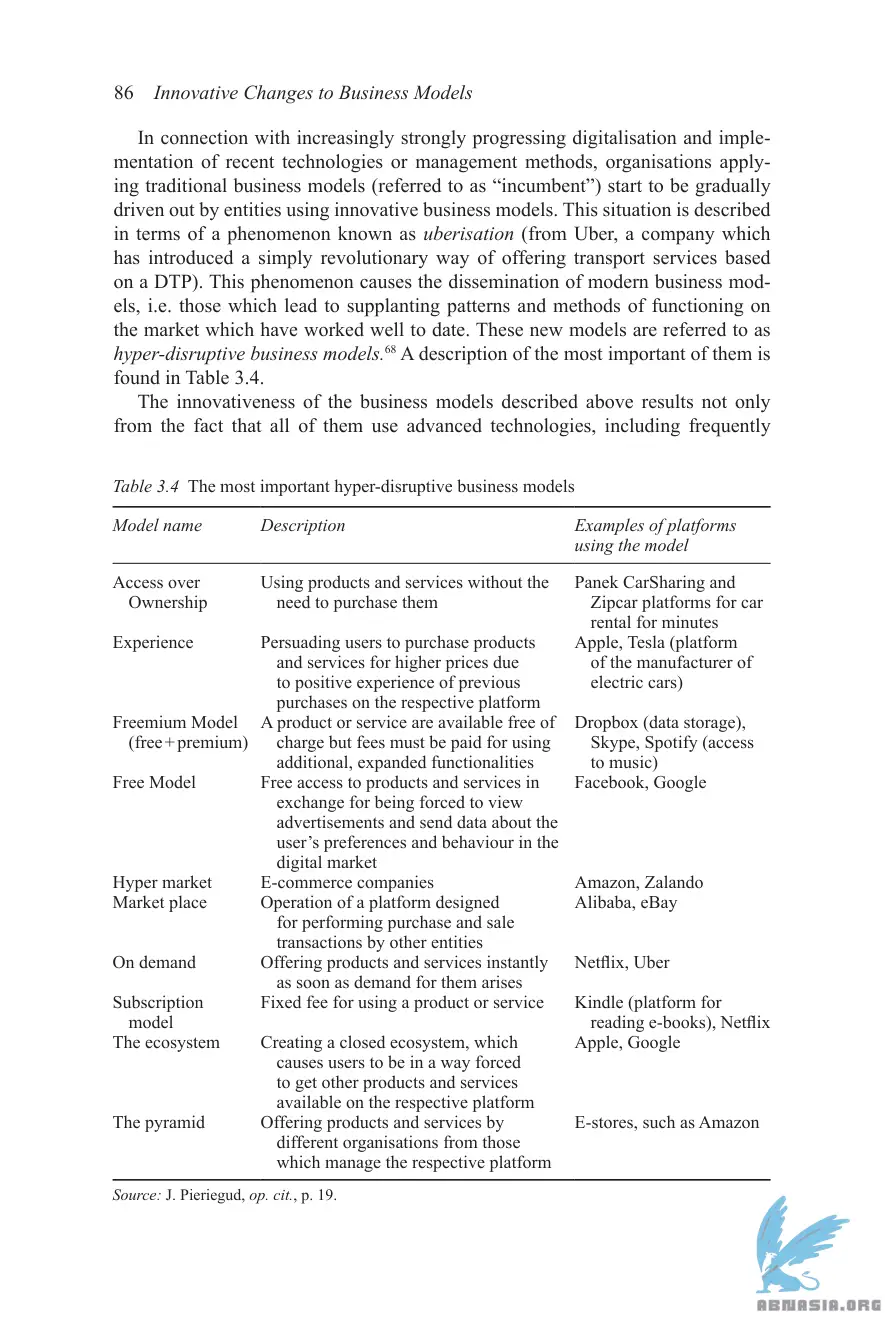 86 Innovative Changes to Business Models
In connection with increasingly strongly progressing digitalisation and imple-
mentation of recent technologies or management methods, organisations apply-
ing traditional business models (referred to as “incumbent”) start to be gradually
driven out by entities using innovative business models. This situation is described
in terms of a phenomenon known as uberisation (from Uber, a company which
has introduced a simply revolutionary way of offering transport services based
on a DTP). This phenomenon causes the dissemination of modern business mod-
els, i.e. those which lead to supplanting patterns and methods of functioning on
the market which have worked well to date. These new models are referred to as
hyper-disruptive business models.68 A description of the most important of them is
found in Table 3.4.
The innovativeness of the business models described above results not only
from the fact that all of them use advanced technologies, including frequently
Table 3.4 The most important hyper-disruptive business models
Model name Description Examples of platforms
using the model
Access over Using products and services without the Panek CarSharing and
Ownership need to purchase them Zipcar platforms for car
rental for minutes
Experience Persuading users to purchase products Apple, Tesla (platform
and services for higher prices due of the manufacturer of
to positive experience of previous electric cars)
purchases on the respective platform
Freemium Model A product or service are available free of Dropbox (data storage),
(free + premium) charge but fees must be paid for using Skype, Spotify (access
additional, expanded functionalities to music)
Free Model Free access to products and services in Facebook, Google
exchange for being forced to view
advertisements and send data about the
user’s preferences and behaviour in the
digital market
Hyper market E-commerce companies Amazon, Zalando
Market place Operation of a platform designed Alibaba, eBay
for performing purchase and sale
transactions by other entities
On demand Offering products and services instantly Netflix, Uber
as soon as demand for them arises
Subscription Fixed fee for using a product or service Kindle (platform for
model reading e-books), Netflix
The ecosystem Creating a closed ecosystem, which Apple, Google
causes users to be in a way forced
to get other products and services
available on the respective platform
The pyramid Offering products and services by E-stores, such as Amazon
different organisations from those
which manage the respective platform
Source: J. Pieriegud, op. cit., p. 19.
ABNASIA.ORG